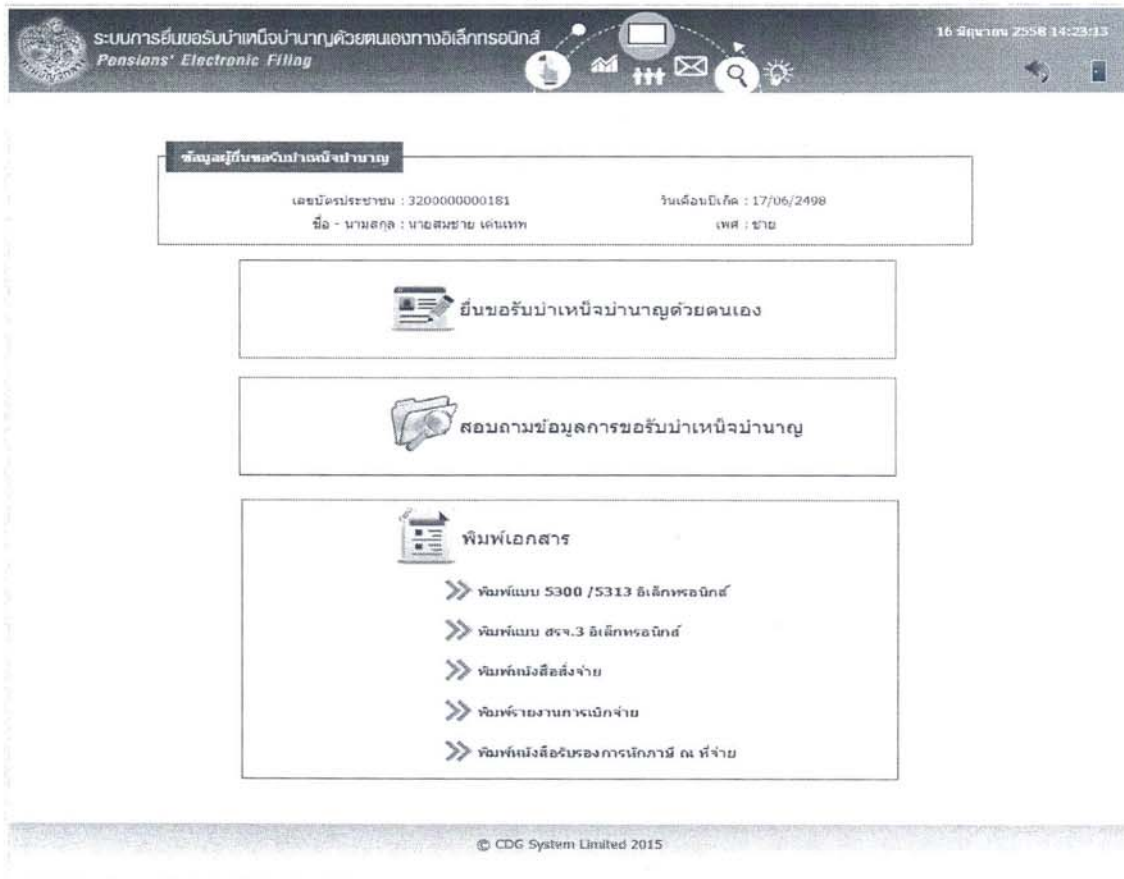 ระบบการยื่นขอรับบำเหน็จบำนาญด้วยตนเองทางอิเล็กทรอนิกส์
Pensions' Electronic Filing
16 มิถุนายน 2558 14:23:13
ข้อมูลผู้ยื่นขอรับบำเหน็จบำนาญ
เลขบัตรประชาชน : 3200000000181
วันเดือนปีเกิด : 17/06/2498
ชื่อ - นามสกุล : นายสมชาย เด่นเทพ
เพศ : ชาย
ยื่นขอรับบำเหน็จบำนาญด้วยตนเอง
สอบถามข้อมูลการขอรับบำเหน็จบำนาญ
พิมพ์เอกสาร
พิมพ์แบบ 5300 /5313 อิเล็กทรอนิกส์
พิมพ์แบบ สรจ.3 อิเล็กทรอนิกส์
พิมพ์หนังสือสั่งจ่าย
พิมพ์รายงานการเบิกจ่าย
พิมพ์หนังสือรับรองการหักภาษี ณ ที่จ่าย
© CDG System Limited 2015